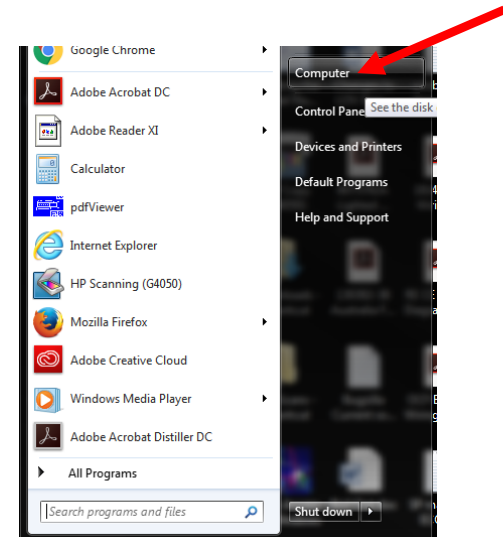 Google Chrome
Adobe Acrobat DC
Adobe Reader XI
Calculator
pdfViewer
Internet Explorer
HP Scanning (G4050)
Mozilla Firefox
Adobe Creative Cloud
Windows Media Player
Adobe Acrobat Distiller DC
All Programs
Search programs and files
Computer
Control Pane
See the disk
Devices and Printers
Default Programs
Help and Support
Shut down